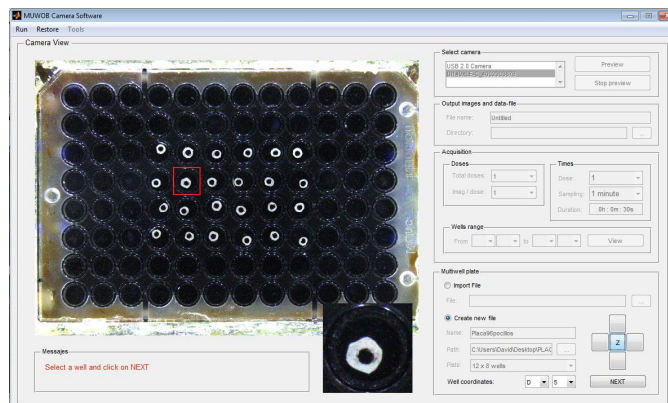 MUWOB Camera Software
Run Restore Tools
Camera View
Select camera
USB 2.0 Camera
Preview
Stop preview
Output images and data-file
File name: Untitled
Directory: ...
Acquisition
Doses
Total doses: 1
Imag / dose: 1
Times
Dose: 1
Sampling: 1 minute
Duration: 0h : 0m : 30s
Wells range
From to View
Multiwell plate
Import File
File: ...
Create new file
Name: Placa96pocillos
Path: C:\Users\David\Desktop\PLAC ...
Plate: 12 x 8 wells
Well coordinates: D 5 NEXT
Z
Messajes
Select a well and click on NEXT